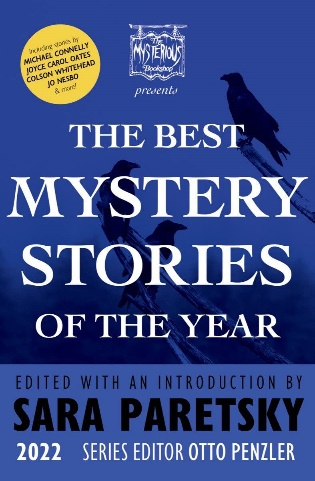 Including stories by
MICHAEL CONNELLY
JOYCE CAROL OATES
COLSON WHITEHEAD
JO NESBO
& more!
The
MYSTERIOUS
Bookshop
presents
THE BEST
MYSTERY
STORIES
OF THE YEAR
EDITED WITH AN INTRODUCTION BY
SARA PARETSKY
2022 SERIES EDITOR OTTO PENZLER